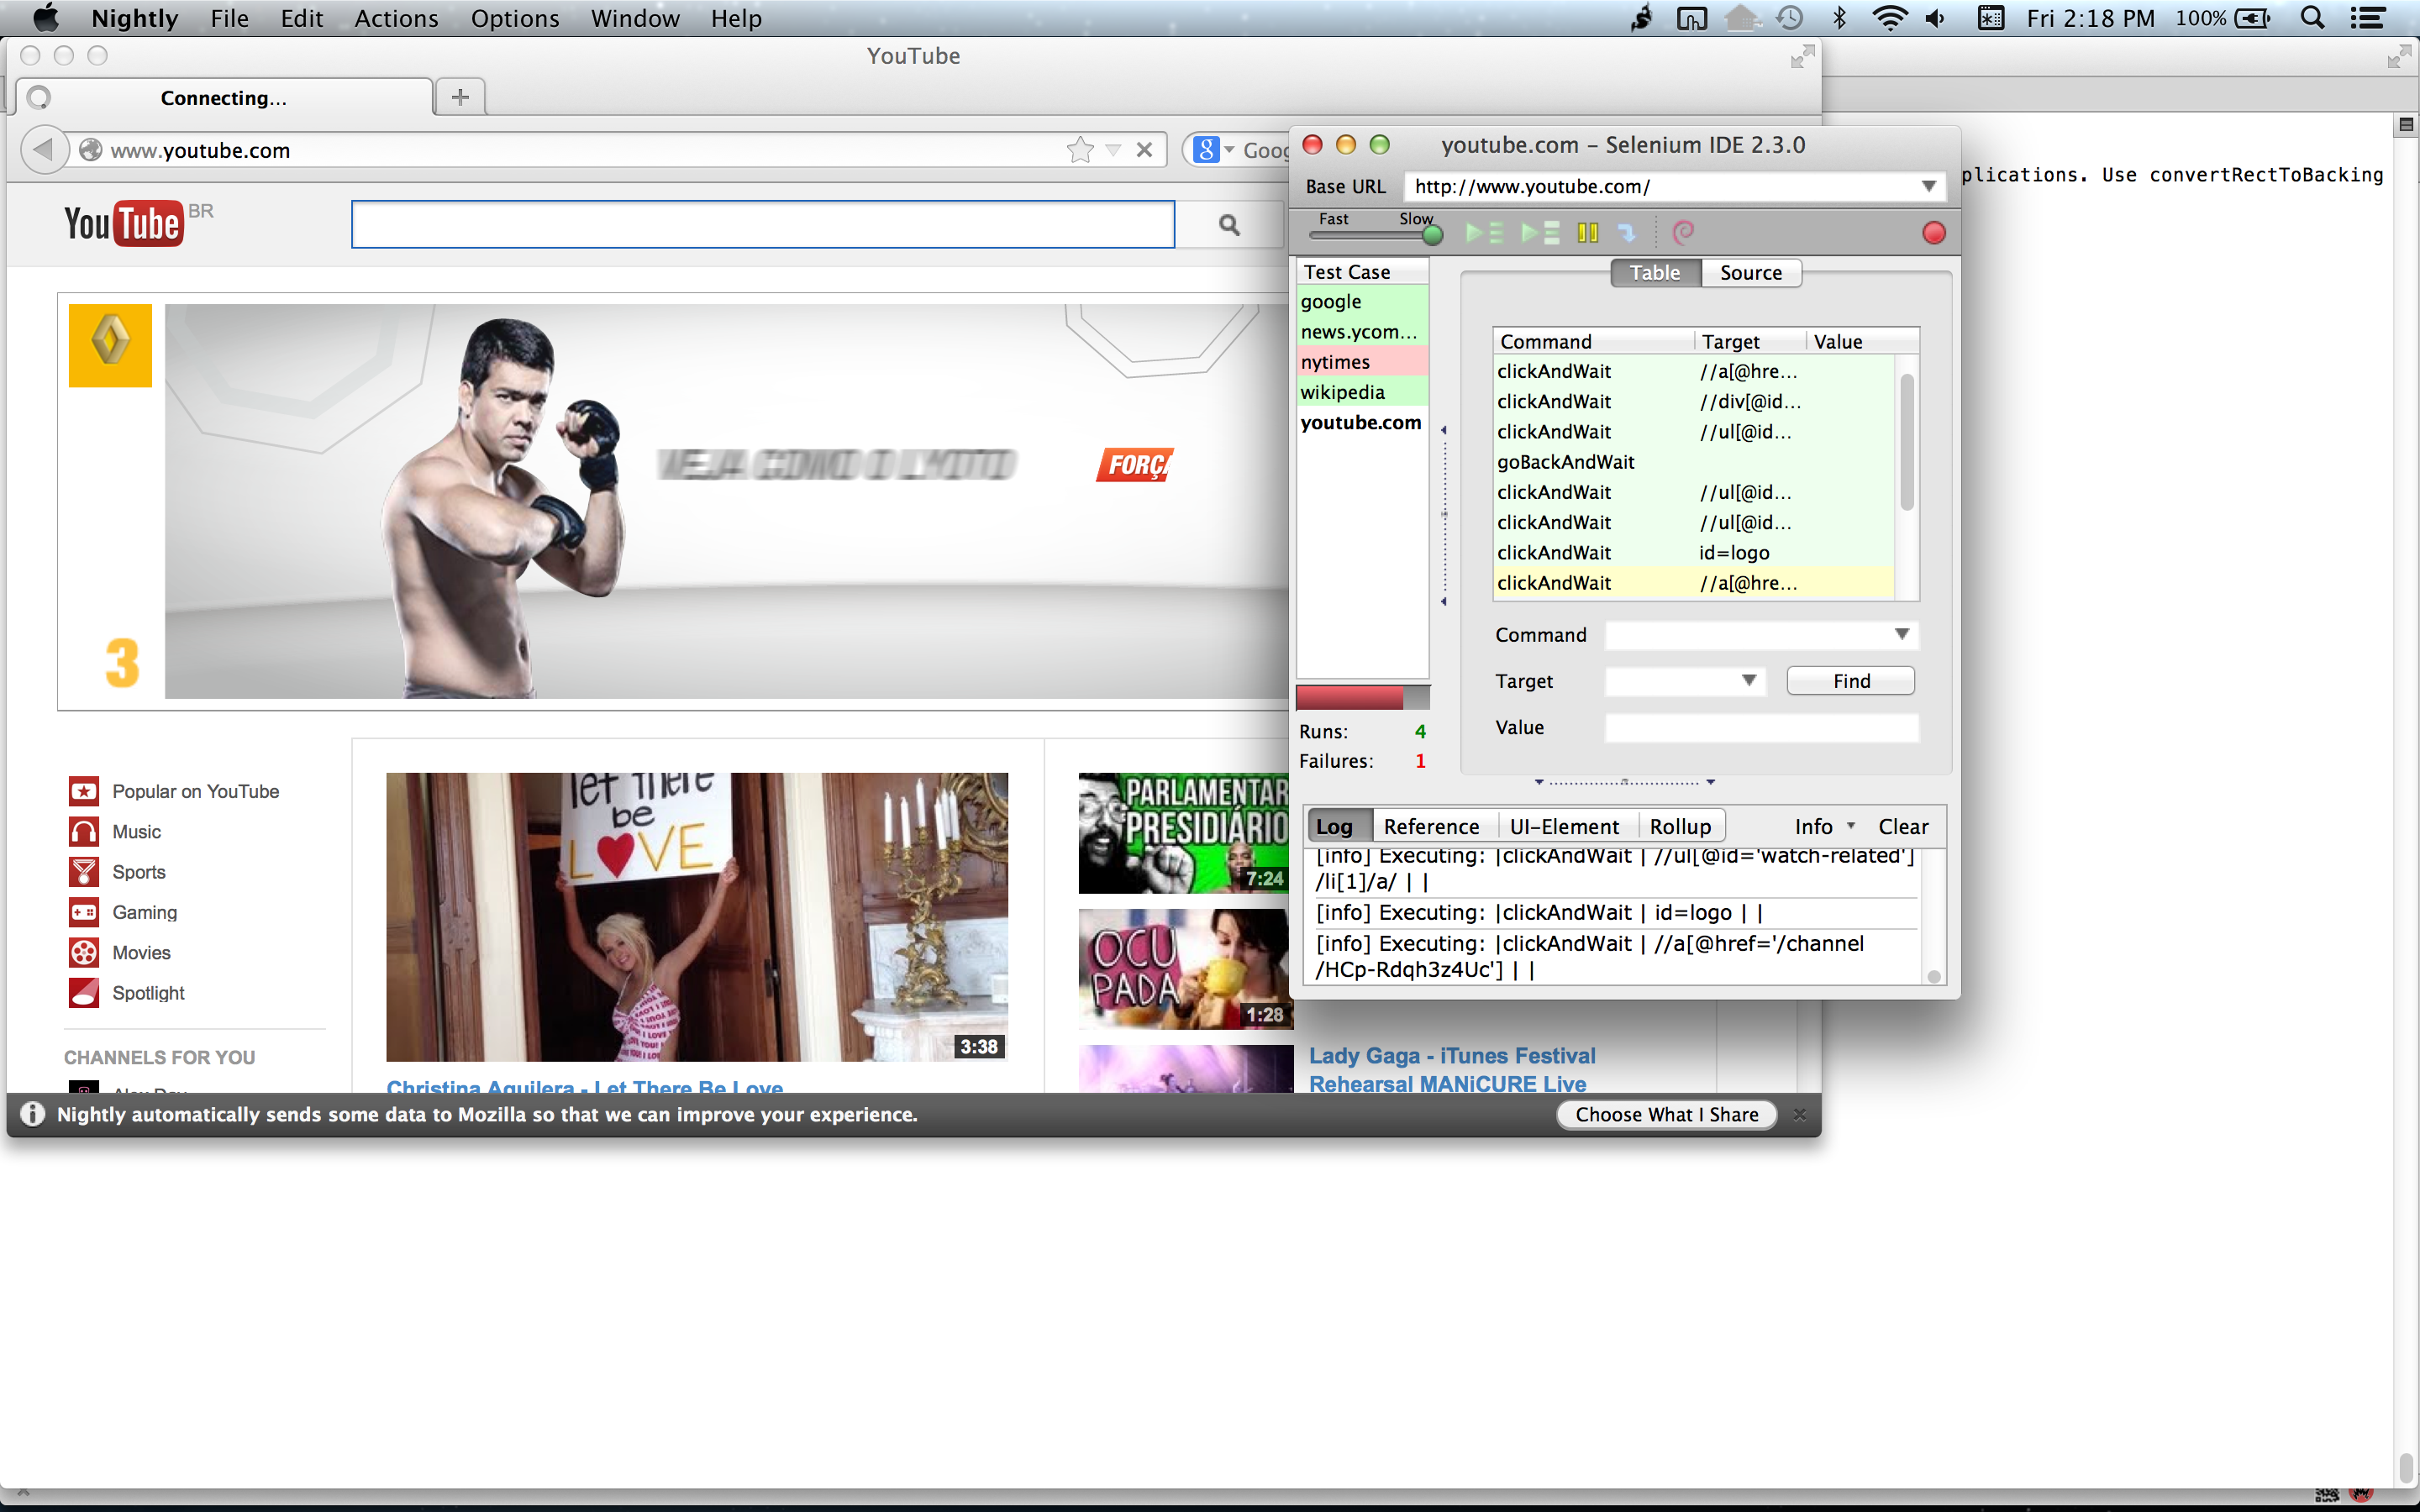 Nightly File Edit Actions Options Window Help
Fri 2:18 PM 100%
YouTube
Connecting...
www.youtube.com
Goog
YouTube BR
VEJA COMO O LYOTO
FORÇA
3
Popular on YouTube
Music
Sports
Gaming
Movies
Spotlight
CHANNELS FOR YOU
Alex Day
let there
be
LOVE
3:38
Christina Aguilera - Let There Be Love
PARLAMENTAR
PRESIDIÁRIO
7:24
OCU
PADA
1:28
Lady Gaga - iTunes Festival
Rehearsal MANiCURE Live
Nightly automatically sends some data to Mozilla so that we can improve your experience.
Choose What I Share
plications. Use convertRectToBacking
youtube.com - Selenium IDE 2.3.0
Base URL http://www.youtube.com/
Fast Slow
Test Case
google
news.ycom...
nytimes
wikipedia
youtube.com
Runs: 4
Failures: 1
Table Source
Command Target Value
clickAndWait //a[@hre...
clickAndWait //div[@id...
clickAndWait //ul[@id...
goBackAndWait
clickAndWait //ul[@id...
clickAndWait //ul[@id...
clickAndWait id=logo
clickAndWait //a[@hre...
Command
Target Find
Value
Log Reference UI-Element Rollup Info Clear
[info] Executing: |clickAndWait | //ul[@id='watch-related']
/li[1]/a/ | |
[info] Executing: |clickAndWait | id=logo | |
[info] Executing: |clickAndWait | //a[@href='/channel
/HCp-Rdqh3z4Uc'] | |